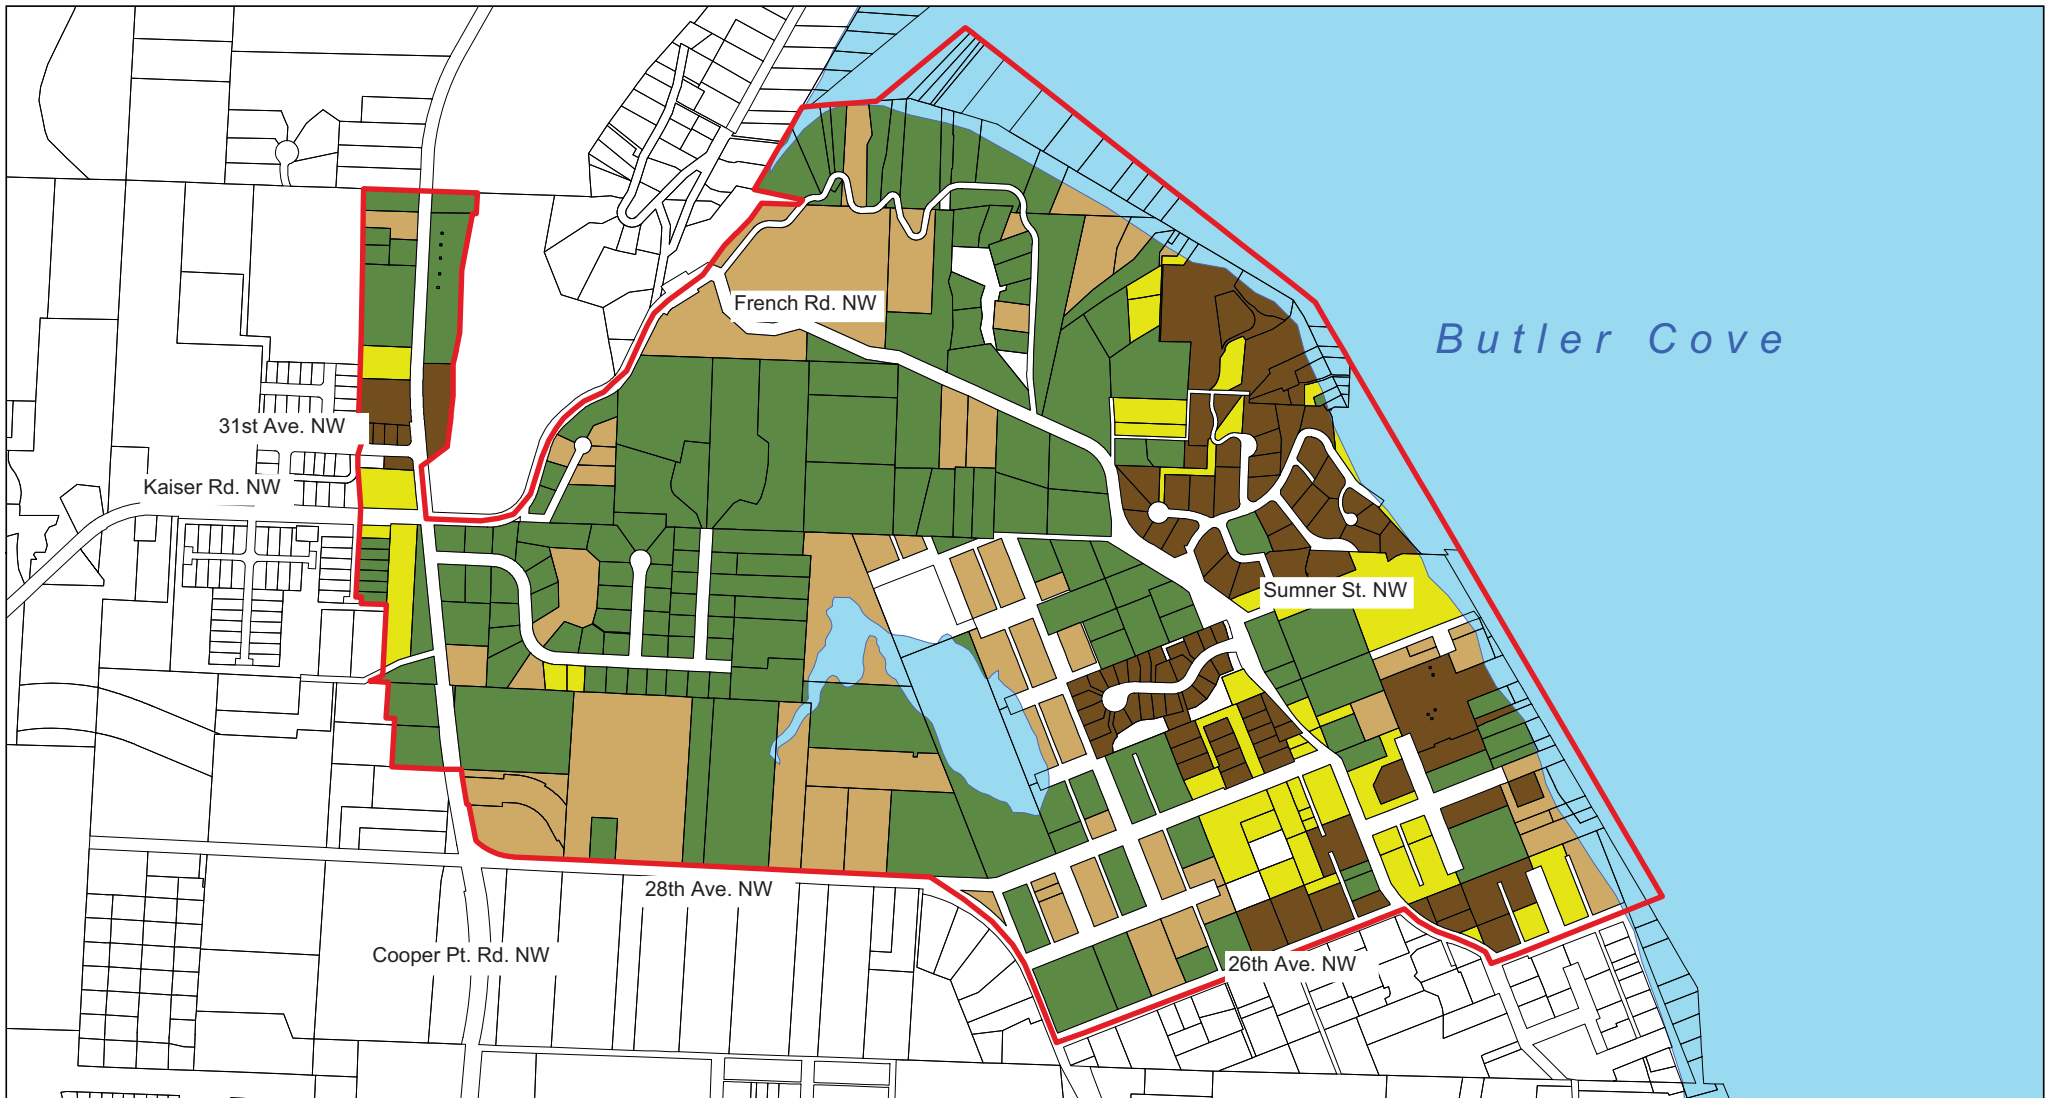 French Rd. NW
Butler Cove
31st Ave. NW
Kaiser Rd. NW
Sumner St. NW
28th Ave. NW
Cooper Pt. Rd. NW
26th Ave. NW